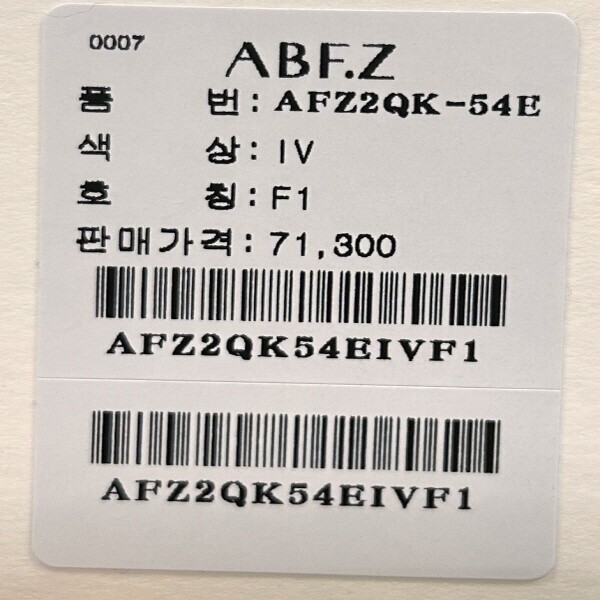 0007
ABF.Z
품 번: AFZ2QK-54E
색 상: IV
호 칭: F1
판매가격: 71,300
AFZ2QK54EIVF1
AFZ2QK54EIVF1